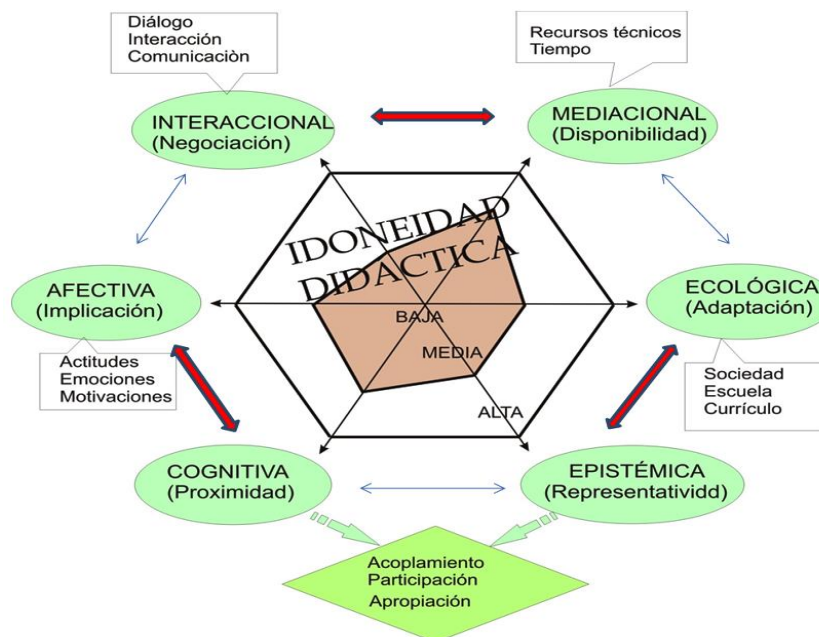 Diálogo
Interacción
Comunicaciòn
Recursos técnicos
Tiempo
INTERACCIONAL
(Negociación)
MEDIACIONAL
(Disponibilidad)
IDONEIDAD
DIDACTICA
AFECTIVA
(Implicación)
ECOLÓGICA
(Adaptación)
BAJA
MEDIA
ALTA
Actitudes
Emociones
Motivaciones
Sociedad
Escuela
Currículo
COGNITIVA
(Proximidad)
EPISTÉMICA
(Representatividd)
Acoplamiento
Participación
Apropiación